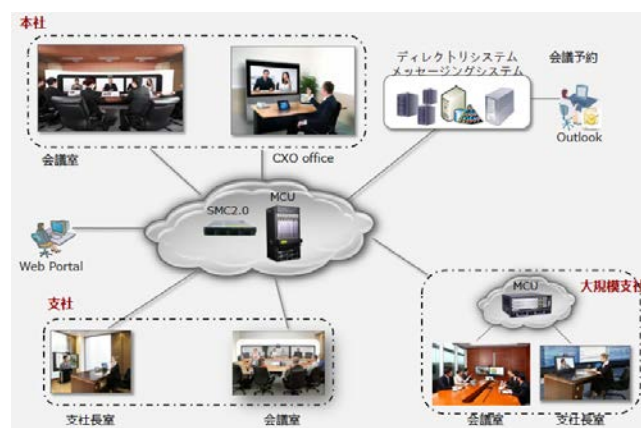 本社
ディレクトリシステム
メッセージングシステム
会議予約
会議室
CXO office
Outlook
MCU
SMC2.0
Web Portal
支社
MCU
大規模支社
支社長室
会議室
会議室
支社長室